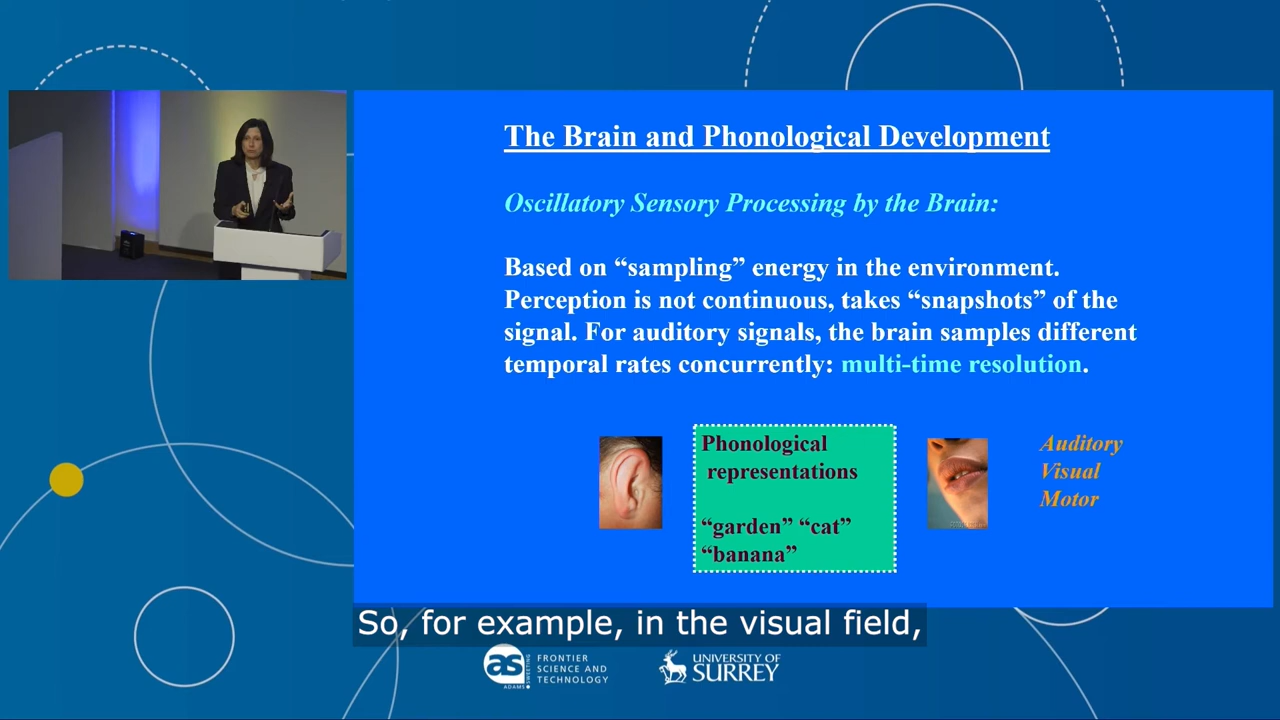 The Brain and Phonological Development
Oscillatory Sensory Processing by the Brain:
Based on “sampling” energy in the environment.
Perception is not continuous, takes “snapshots” of the
signal. For auditory signals, the brain samples different
temporal rates concurrently: multi-time resolution.
Phonological
representations
“garden” “cat”
“banana”
Auditory
Visual
Motor
So, for example, in the visual field,
as
ADAMS SWEETING
FRONTIER
SCIENCE AND
TECHNOLOGY
UNIVERSITY OF
SURREY